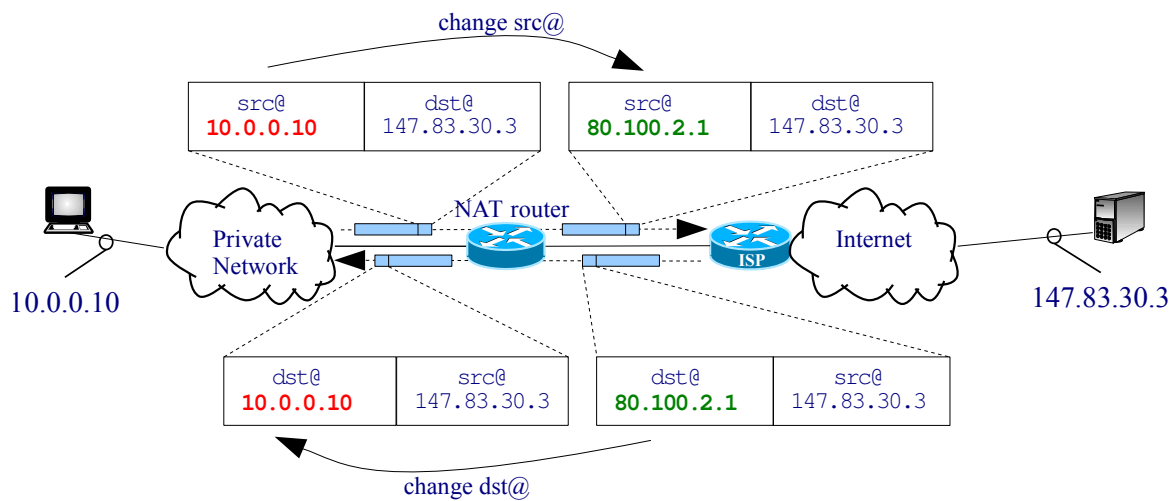 change src@
src@
10.0.0.10
dst@
147.83.30.3
src@
80.100.2.1
dst@
147.83.30.3
NAT router
Private
Network
ISP
Internet
10.0.0.10
147.83.30.3
dst@
10.0.0.10
src@
147.83.30.3
dst@
80.100.2.1
src@
147.83.30.3
change dst@